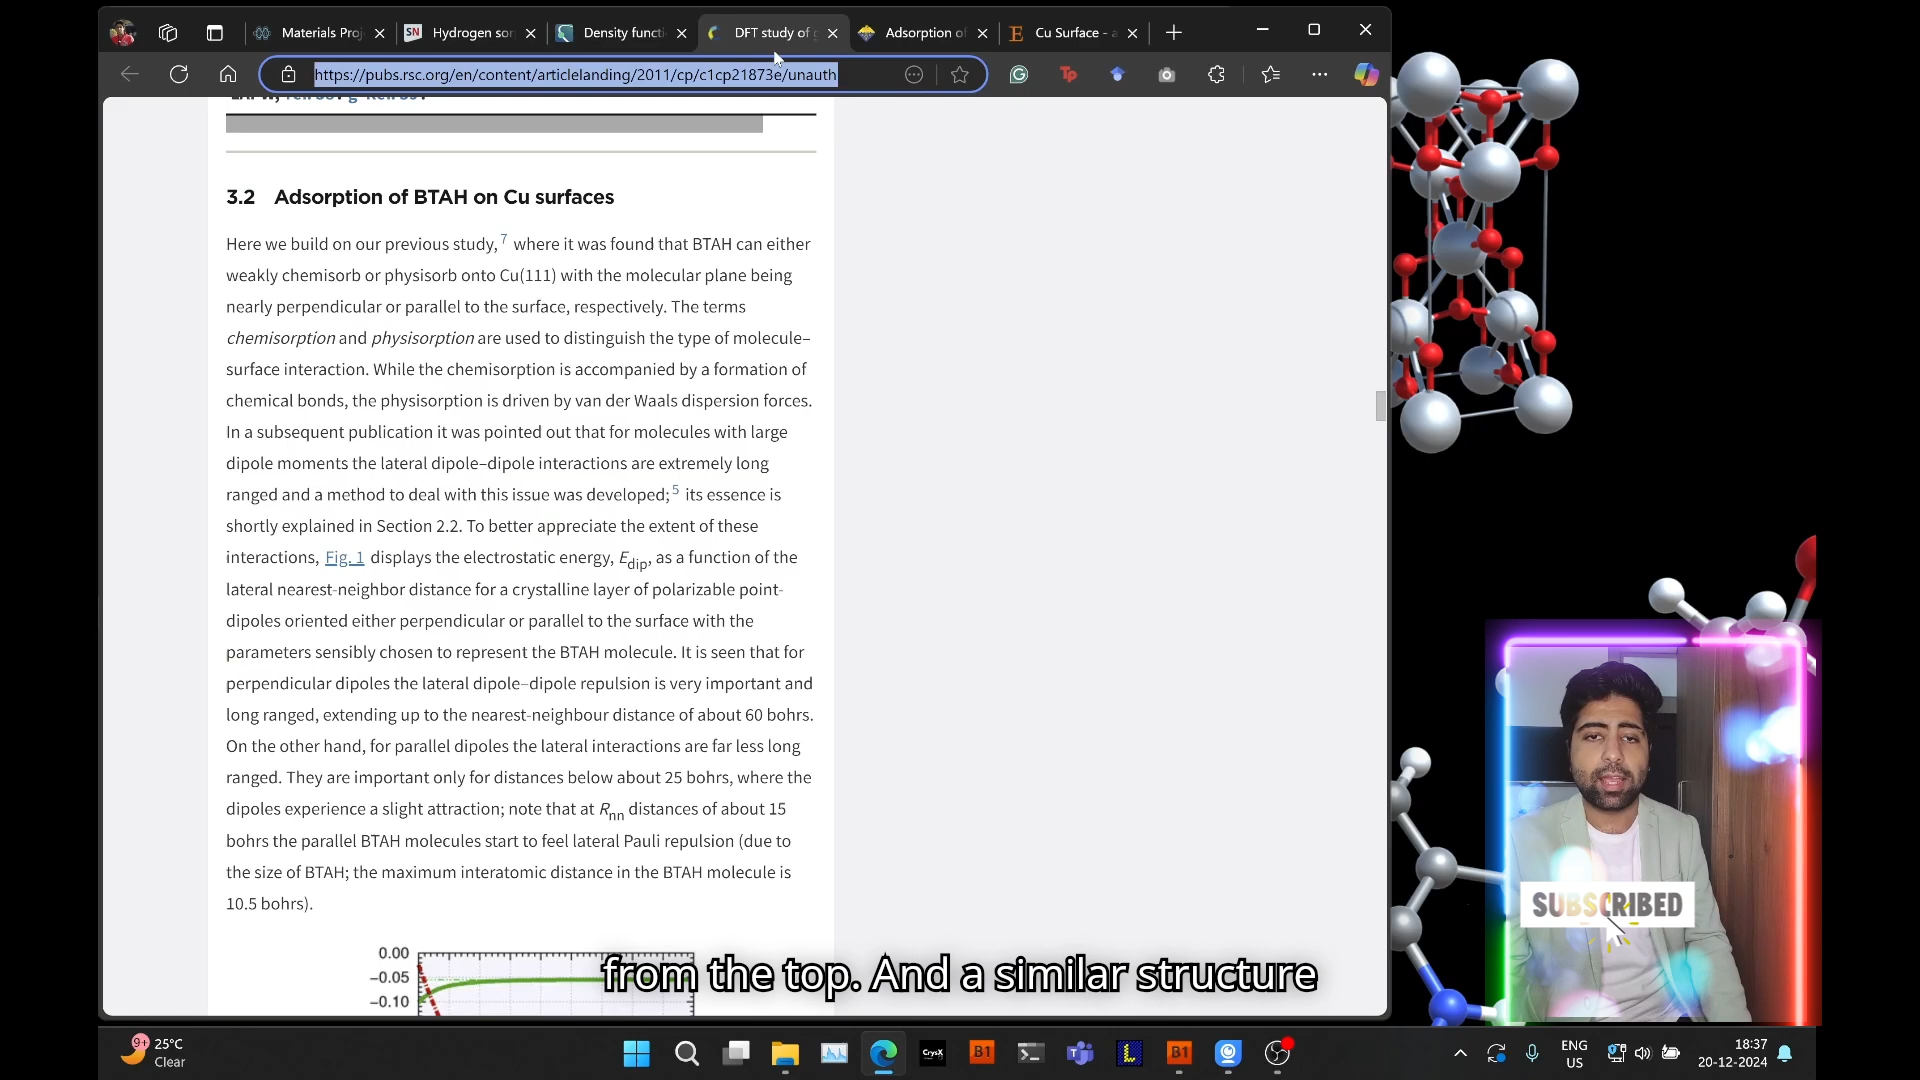 Materials Proj
SN
Hydrogen sor
Density functi
DFT study of g
Adsorption of
E
Cu Surface - a
https://pubs.rsc.org/en/content/articlelanding/2011/cp/c1cp21873e/unauth
3.2 Adsorption of BTAH on Cu surfaces
Here we build on our previous study,7 where it was found that BTAH can either
weakly chemisorb or physisorb onto Cu(111) with the molecular plane being
nearly perpendicular or parallel to the surface, respectively. The terms
chemisorption and physisorption are used to distinguish the type of molecule–
surface interaction. While the chemisorption is accompanied by a formation of
chemical bonds, the physisorption is driven by van der Waals dispersion forces.
In a subsequent publication it was pointed out that for molecules with large
dipole moments the lateral dipole–dipole interactions are extremely long
ranged and a method to deal with this issue was developed;5 its essence is
shortly explained in Section 2.2. To better appreciate the extent of these
interactions, Fig. 1 displays the electrostatic energy, Edip, as a function of the
lateral nearest-neighbor distance for a crystalline layer of polarizable point-
dipoles oriented either perpendicular or parallel to the surface with the
parameters sensibly chosen to represent the BTAH molecule. It is seen that for
perpendicular dipoles the lateral dipole–dipole repulsion is very important and
long ranged, extending up to the nearest-neighbour distance of about 60 bohrs.
On the other hand, for parallel dipoles the lateral interactions are far less long
ranged. They are important only for distances below about 25 bohrs, where the
dipoles experience a slight attraction; note that at Rnn distances of about 15
bohrs the parallel BTAH molecules start to feel lateral Pauli repulsion (due to
the size of BTAH; the maximum interatomic distance in the BTAH molecule is
10.5 bohrs).
0.00
−0.05
−0.10
SUBSCRIBED
from the top. And a similar structure
9+
25°C
Clear
CrysX
B1
B1
ENG
US
18:37
20-12-2024